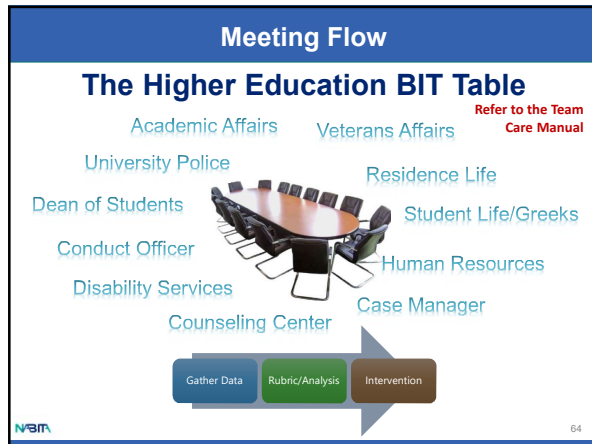 Meeting Flow
The Higher Education BIT Table
Refer to the Team
Care Manual
Academic Affairs
Veterans Affairs
University Police
Residence Life
Dean of Students
Student Life/Greeks
Conduct Officer
Human Resources
Disability Services
Case Manager
Counseling Center
Gather Data
Rubric/Analysis
Intervention
NABITA
64